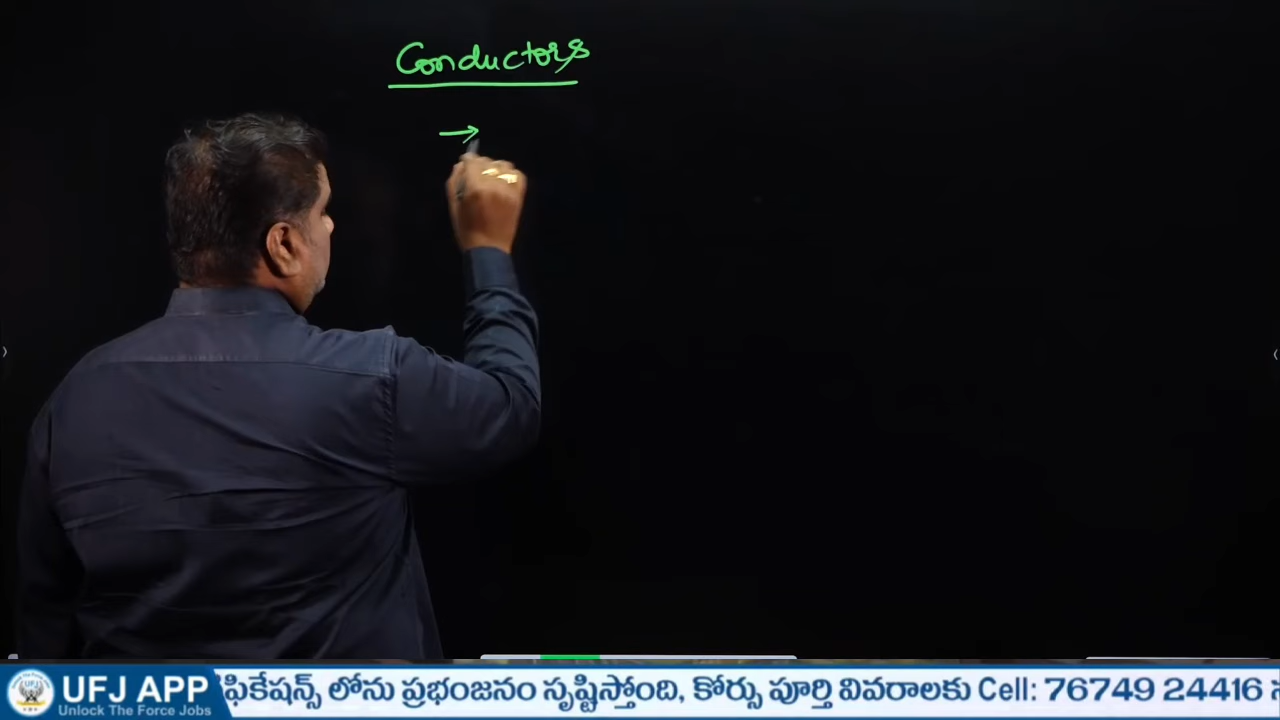 Conductors
→
UFJ APP
Unlock The Force Jobs
ఫికేషన్స్ లోను ప్రభంజనం సృష్టిస్తోంది, కోర్సు పూర్తి వివరాలకు Cell: 76749 24416